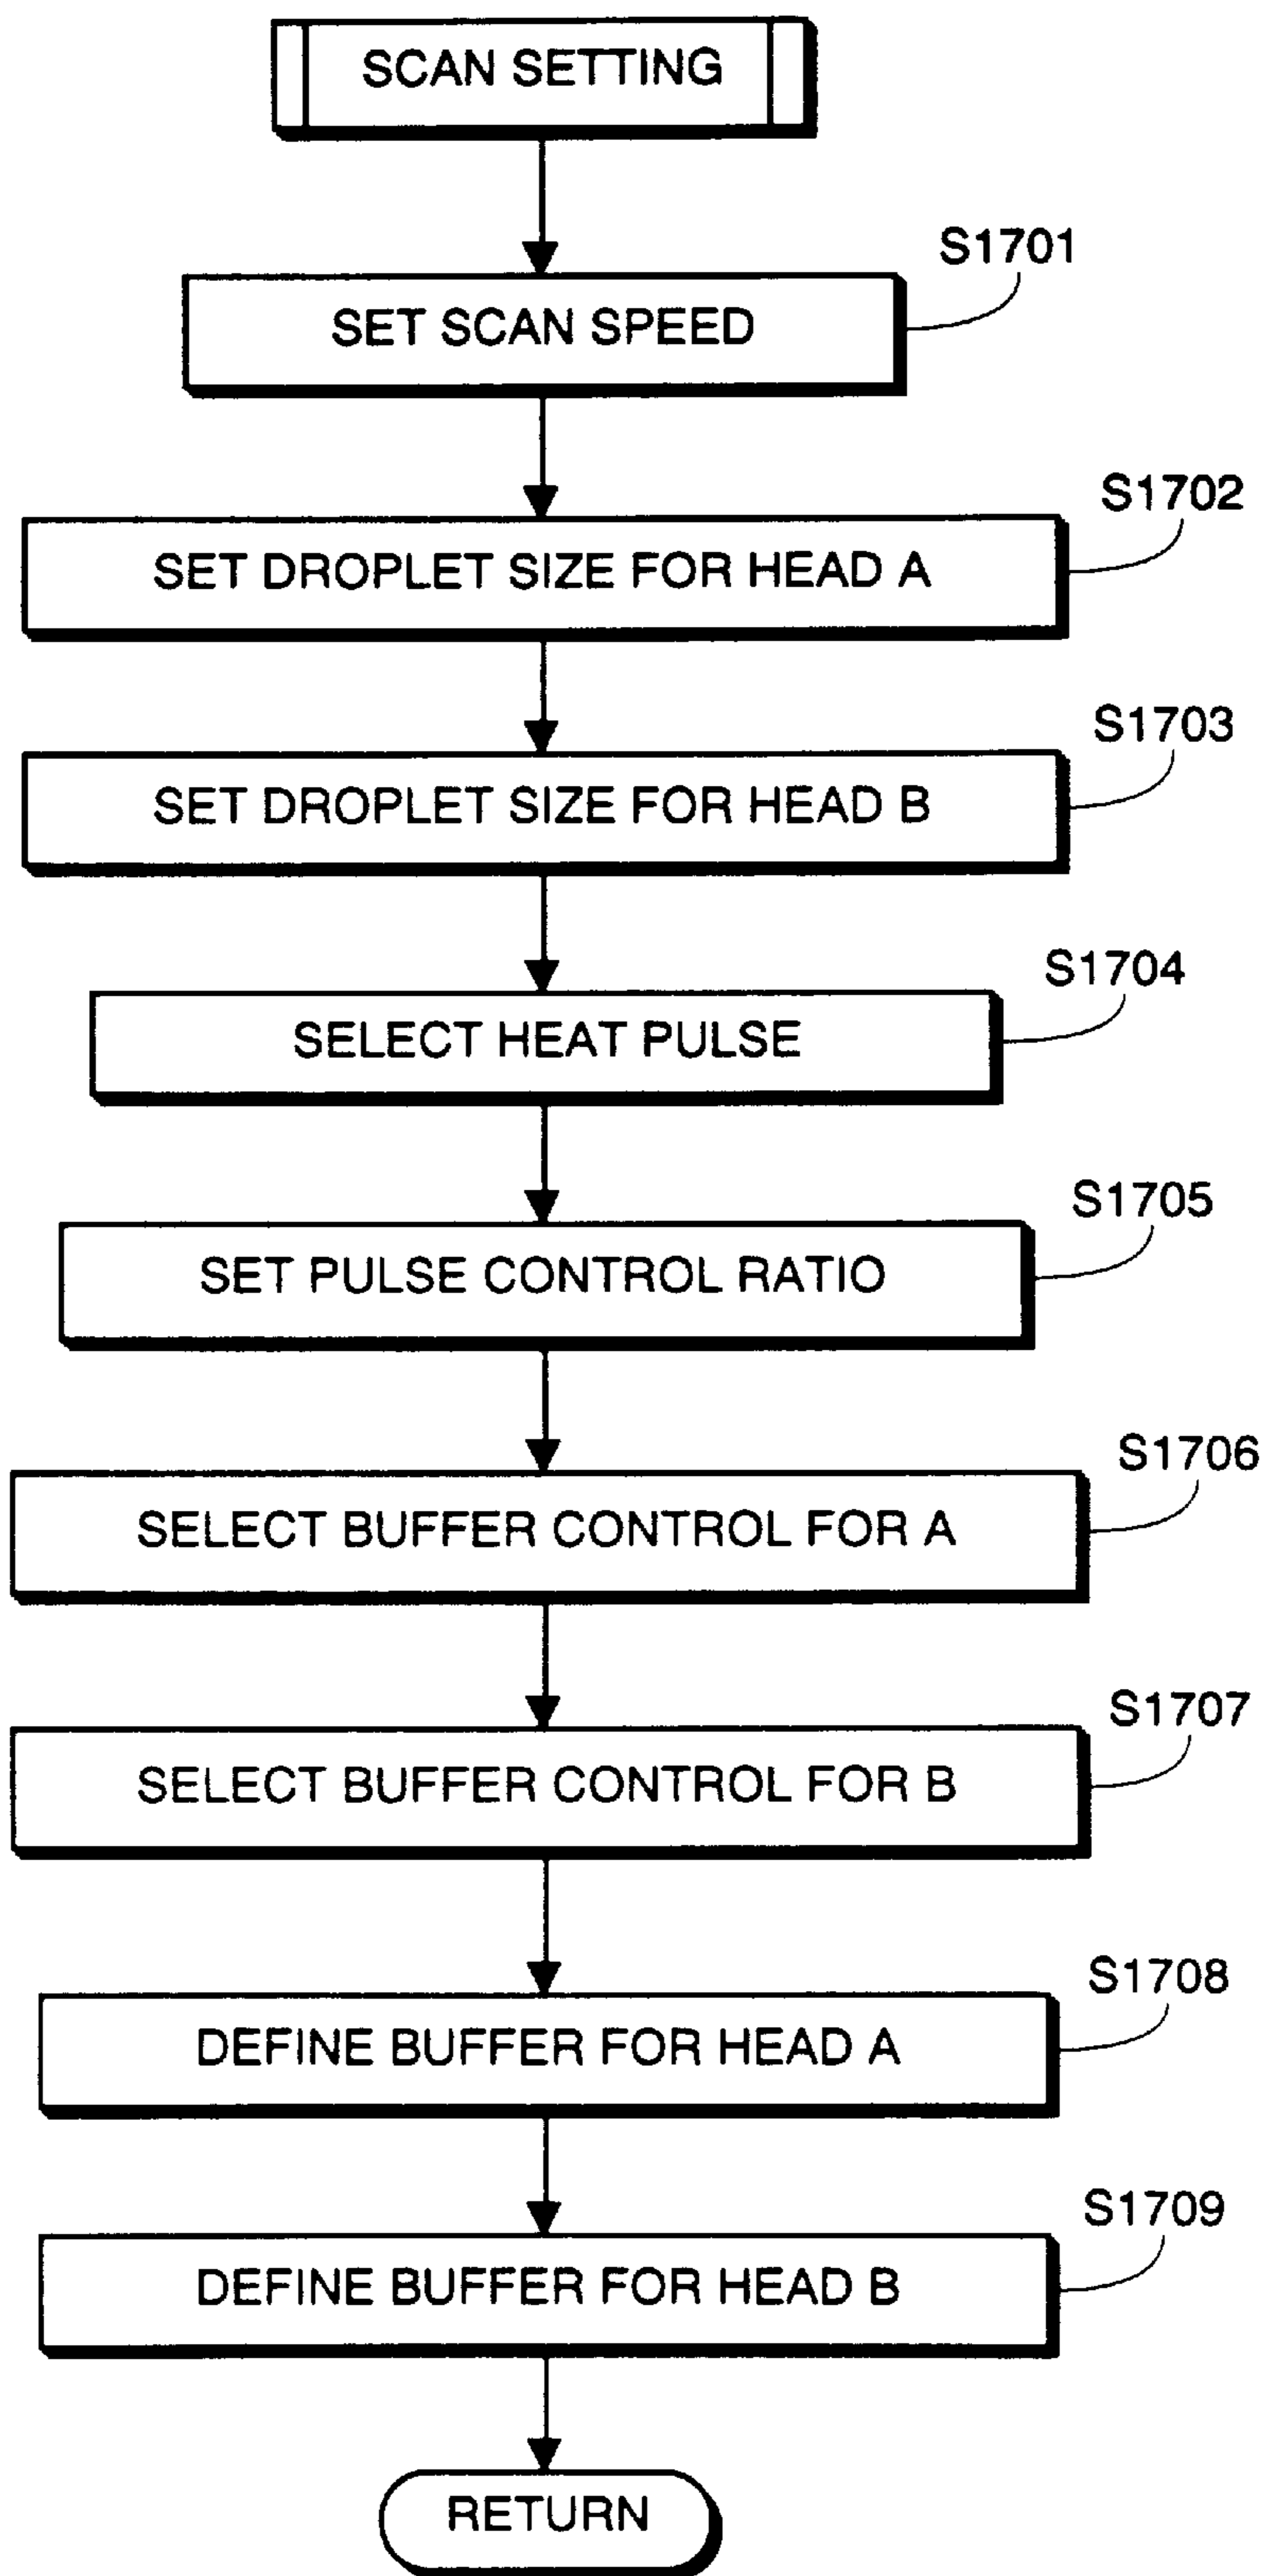 SCAN SETTING
S1701
SET SCAN SPEED
S1702
SET DROPLET SIZE FOR HEAD A
S1703
SET DROPLET SIZE FOR HEAD B
S1704
SELECT HEAT PULSE
S1705
SET PULSE CONTROL RATIO
S1706
SELECT BUFFER CONTROL FOR A
S1707
SELECT BUFFER CONTROL FOR B
S1708
DEFINE BUFFER FOR HEAD A
S1709
DEFINE BUFFER FOR HEAD B
RETURN